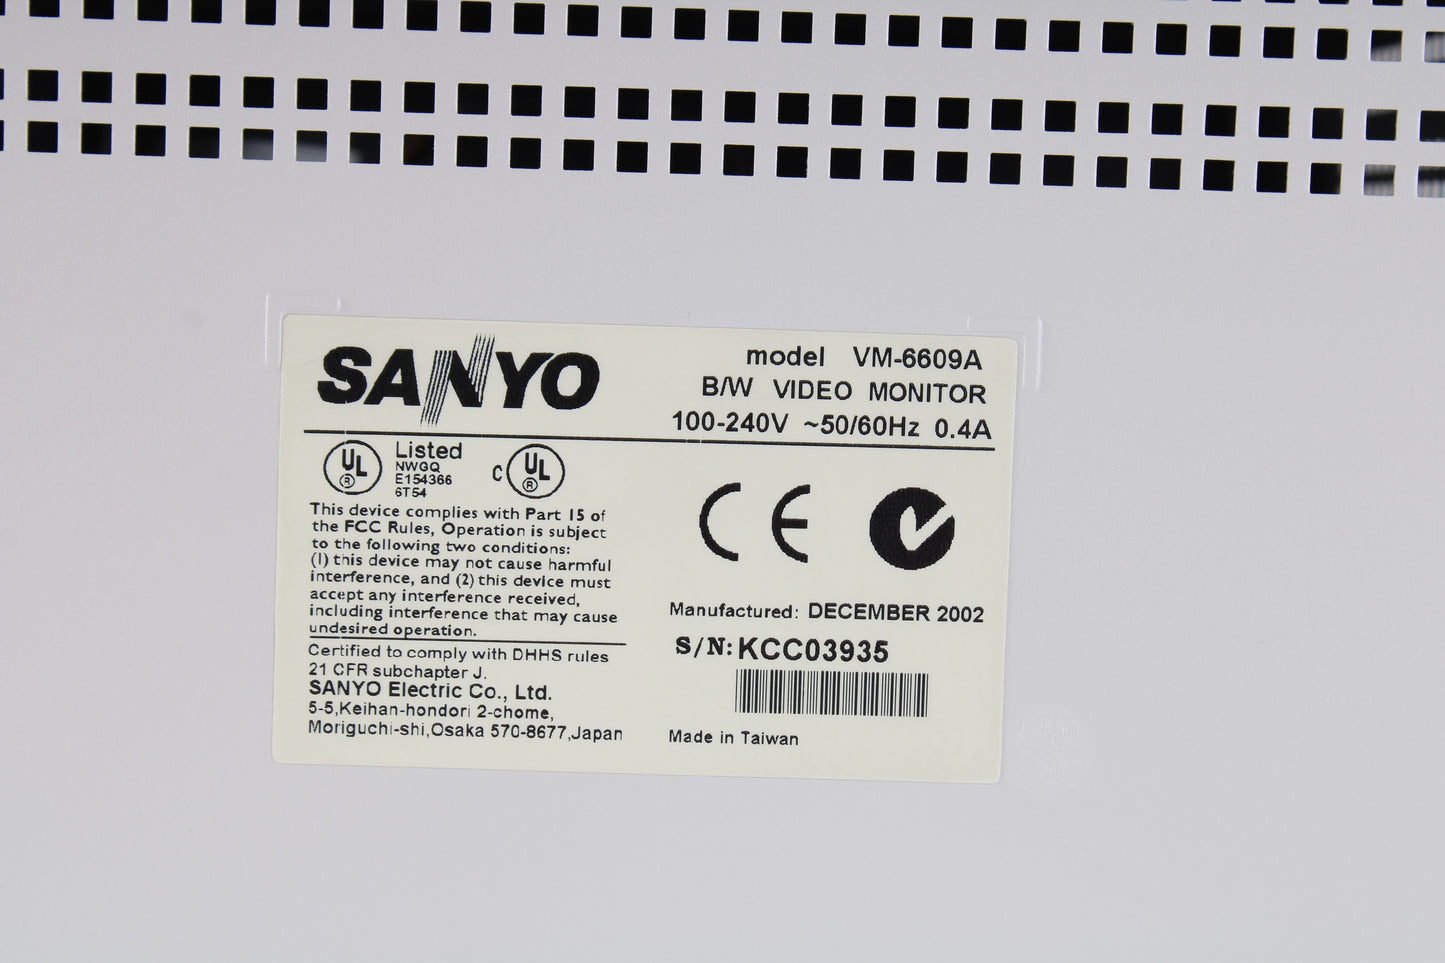 SANYO
model VM-6609A
B/W VIDEO MONITOR
100-240V ~50/60Hz 0.4A
UL ®
Listed
NWGQ
E154366
6T54
C UL ®
This device complies with Part 15 of
the FCC Rules, Operation is subject
to the following two conditions:
(1) this device may not cause harmful
interference, and (2) this device must
accept any interference received,
including interference that may cause
undesired operation.
Certified to comply with DHHS rules
21 CFR subchapter J.
SANYO Electric Co., Ltd.
5-5,Keihan-hondori 2-chome,
Moriguchi-shi,Osaka 570-8677,Japan
CE
Manufactured: DECEMBER 2002
S/N: KCC03935
Made in Taiwan